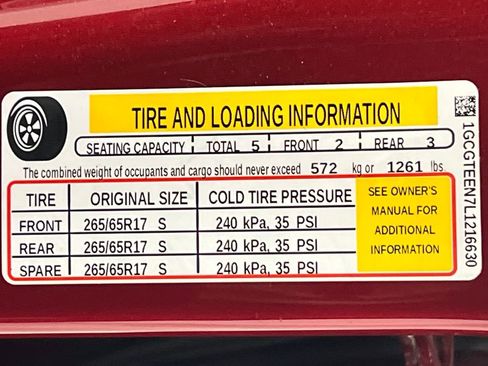 TIRE AND LOADING INFORMATION
SEATING CAPACITY TOTAL 5 FRONT 2 REAR 3
The combined weight of occupants and cargo should never exceed 572 kg or 1261 lbs
TIRE ORIGINAL SIZE COLD TIRE PRESSURE
FRONT 265/65R17 S 240 kPa, 35 PSI
REAR 265/65R17 S 240 kPa, 35 PSI
SPARE 265/65R17 S 240 kPa, 35 PSI
SEE OWNER'S
MANUAL FOR
ADDITIONAL
INFORMATION
1GCGTEEN7L1216630